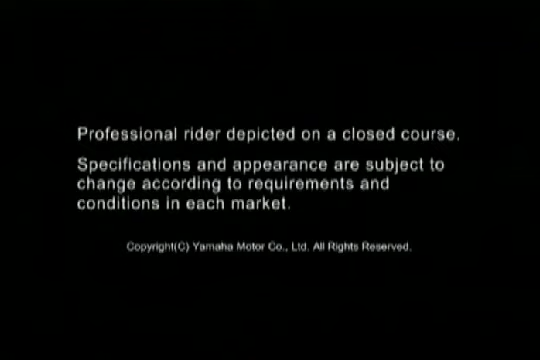 Professional rider depicted on a closed course.
Specifications and appearance are subject to
change according to requirements and
conditions in each market.
Copyright(C) Yamaha Motor Co., Ltd. All Rights Reserved.